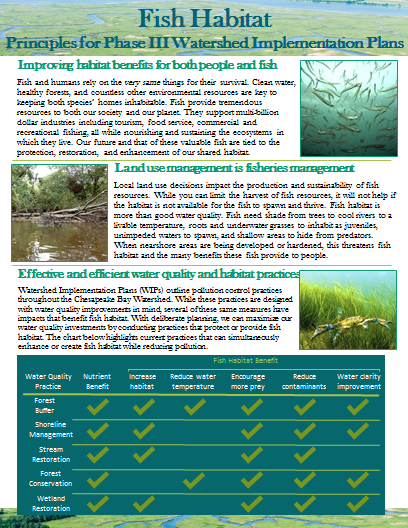 Fish Habitat
Principles for Phase III Watershed Implementation Plans
Improving habitat benefits for both people and fish
Fish and humans rely on the very same things for their survival. Clean water,
healthy forests, and countless other environmental resources are key to
keeping both species' homes inhabitable. Fish provide tremendous
resources to both our society and our planet. They support multi-billion
dollar industries including tourism, food service, commercial and
recreational fishing, all while nourishing and sustaining the ecosystems in
which they live. Our future and that of these valuable fish are tied to the
protection, restoration, and enhancement of our shared habitat.
Land use management is fisheries management
Local land use decisions impact the production and sustainability of fish
resources. While you can limit the harvest of fish resources, it will not help if
the habitat is not available for the fish to spawn and thrive. Fish habitat is
more than good water quality. Fish need shade from trees to cool rivers to a
livable temperature, roots and underwater grasses to inhabit as juveniles,
unimpeded waters to spawn, and shallow areas to hide from predators.
When nearshore areas are being developed or hardened, this threatens fish
habitat and the many benefits these fish provide to people.
Effective and efficient water quality and habitat practices
Watershed Implementation Plans (WIPs) outline pollution control practices
throughout the Chesapeake Bay Watershed. While these practices are designed
with water quality improvements in mind, several of these same measures have
impacts that benefit fish habitat. With deliberate planning, we can maximize our
water quality investments by conducting practices that protect or provide fish
habitat. The chart below highlights current practices that can simultaneously
enhance or create fish habitat while reducing pollution.
Fish Habitat Benefit
Water Quality Practice
Nutrient Benefit
Increase habitat
Reduce water temperature
Encourage more prey
Reduce contaminants
Water clarity improvement
Forest Buffer
Shoreline Management
Stream Restoration
Forest Conservation
Wetland Restoration